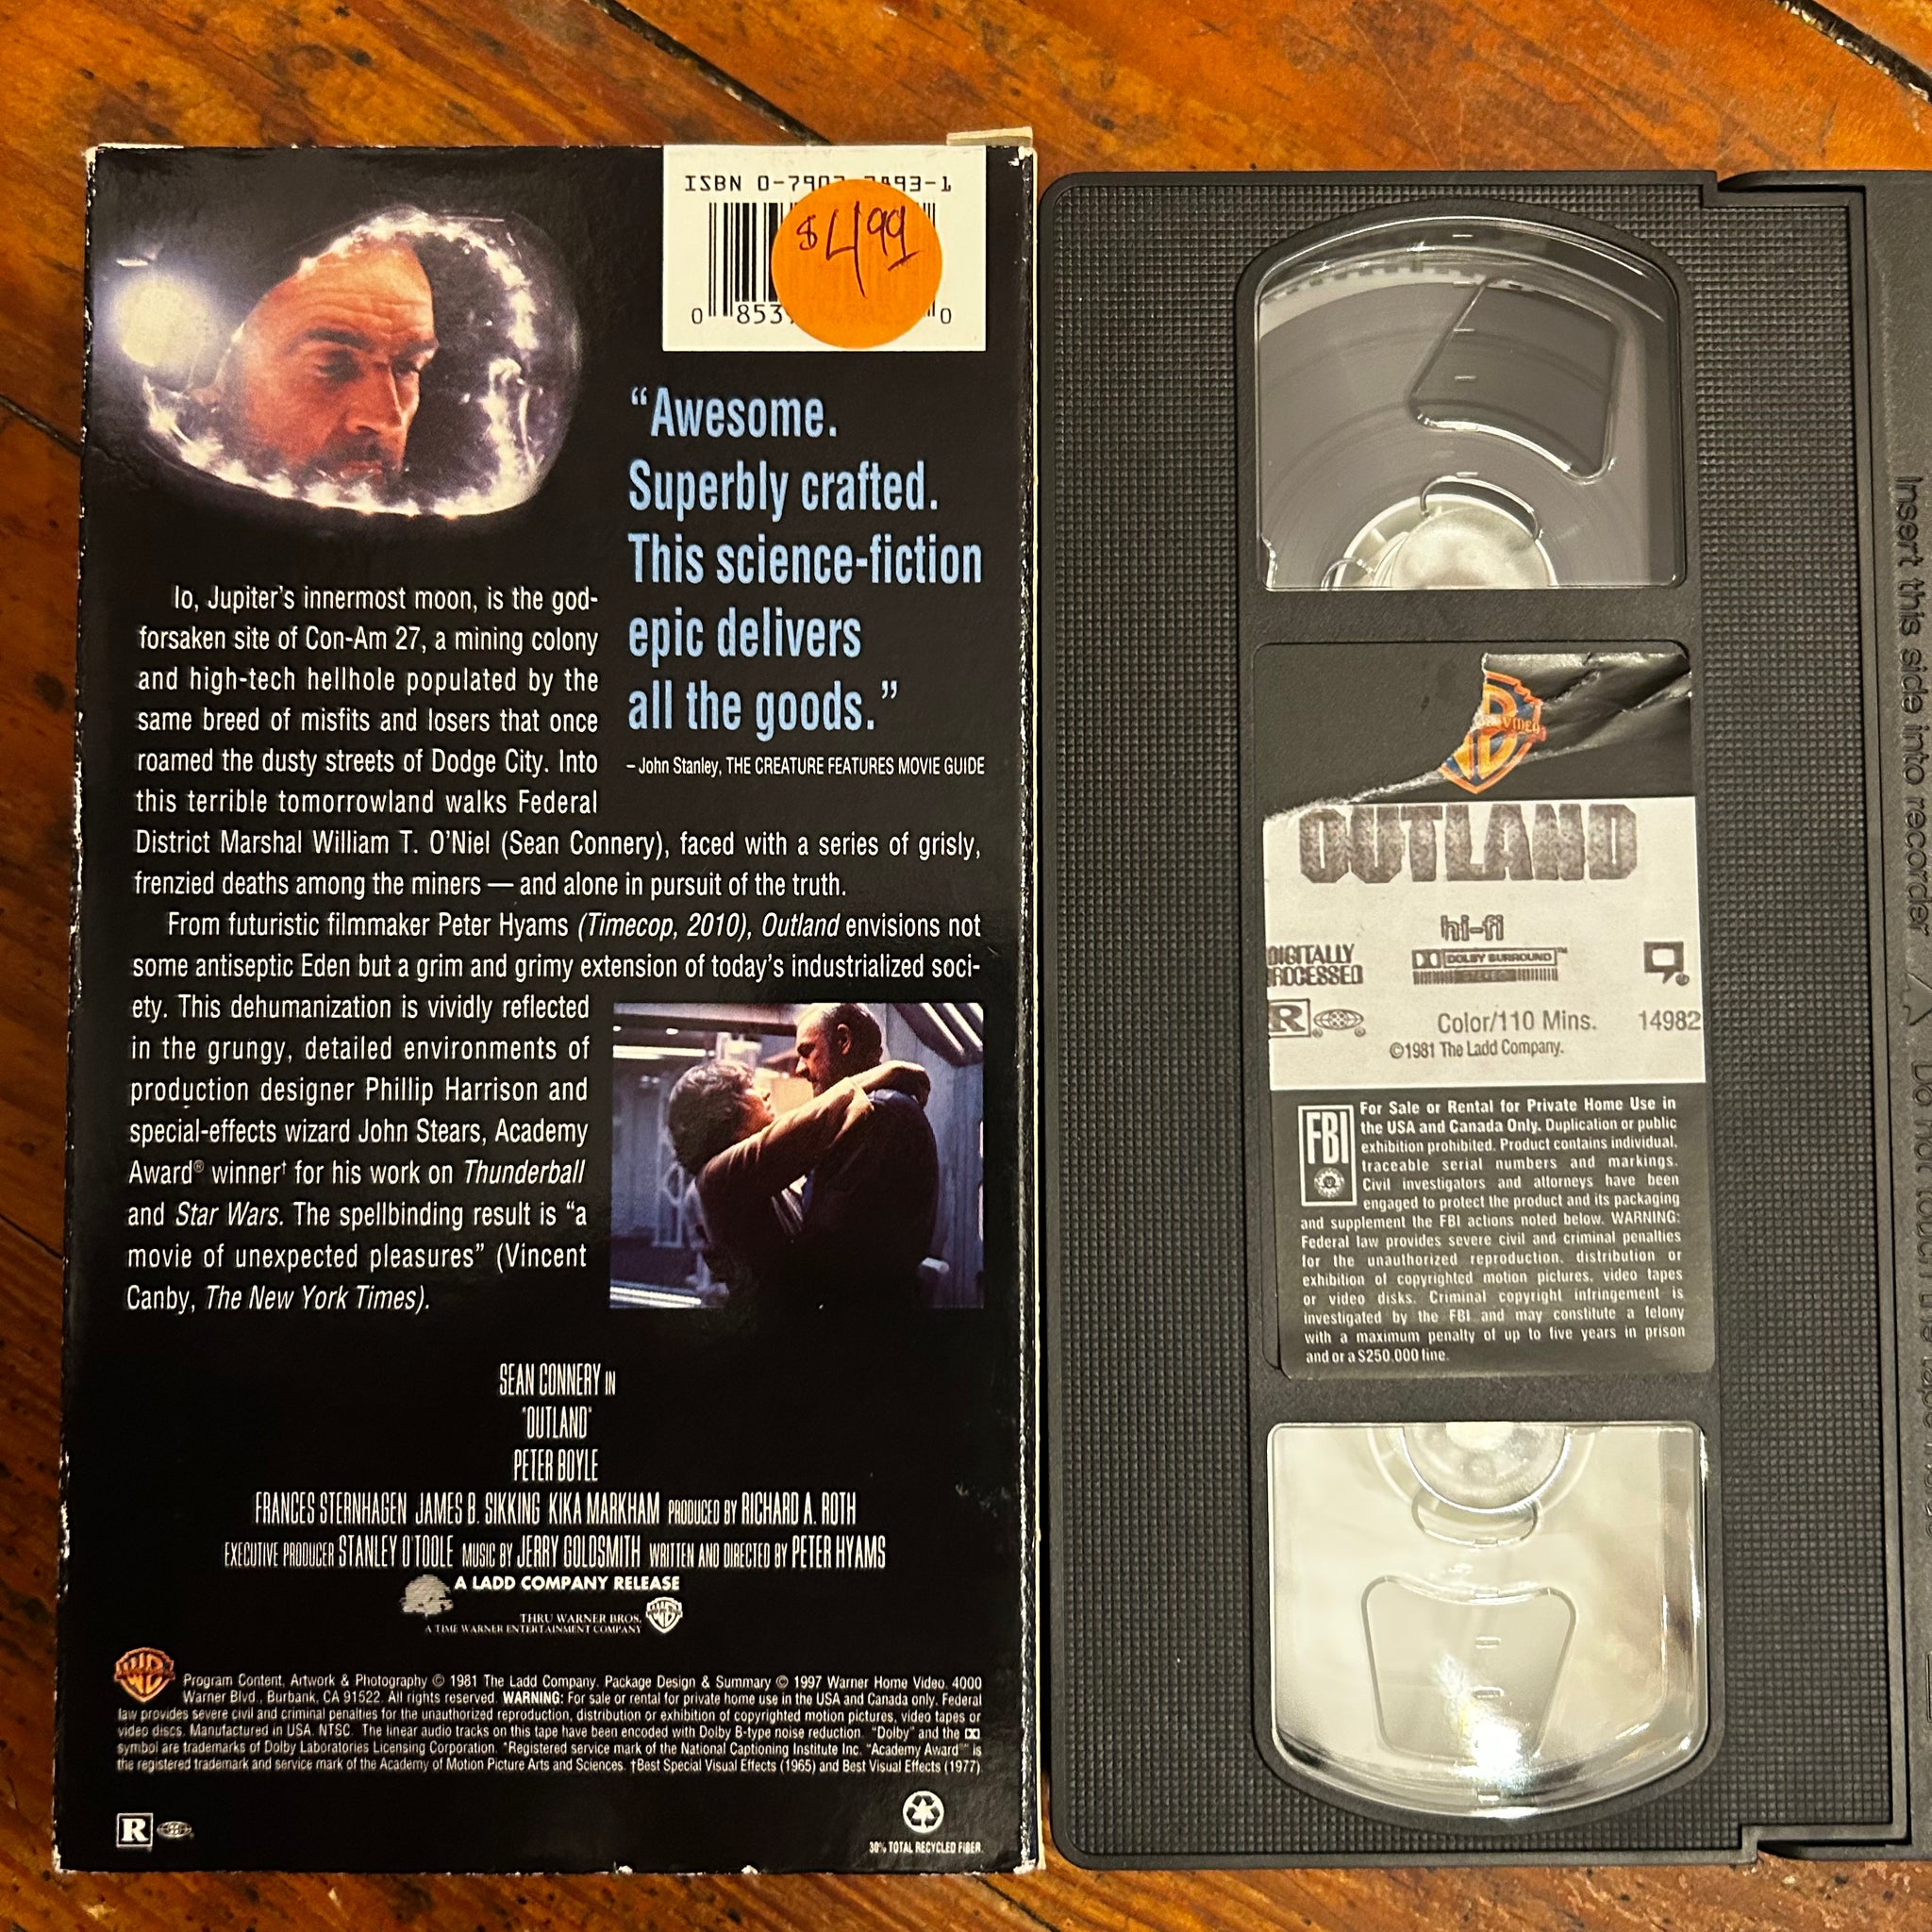 ISBN 0-790
93-1
$4.99
0 853
0
“Awesome.
Superbly crafted.
This science-fiction
epic delivers
all the goods.”
– John Stanley, THE CREATURE FEATURES MOVIE GUIDE
Io, Jupiter's innermost moon, is the god-
forsaken site of Con-Am 27, a mining colony
and high-tech hellhole populated by the
same breed of misfits and losers that once
roamed the dusty streets of Dodge City. Into
this terrible tomorrowland walks Federal
District Marshal William T. O'Niel (Sean Connery), faced with a series of grisly,
frenzied deaths among the miners — and alone in pursuit of the truth.
From futuristic filmmaker Peter Hyams (Timecop, 2010), Outland envisions not
some antiseptic Eden but a grim and grimy extension of today's industrialized soci-
ety. This dehumanization is vividly reflected
in the grungy, detailed environments of
production designer Phillip Harrison and
special-effects wizard John Stears, Academy
Award® winner† for his work on Thunderball
and Star Wars. The spellbinding result is “a
movie of unexpected pleasures” (Vincent
Canby, The New York Times).
SEAN CONNERY IN
"OUTLAND"
PETER BOYLE
FRANCES STERNHAGEN JAMES B. SIKKING KIKA MARKHAM PRODUCED BY RICHARD A. ROTH
EXECUTIVE PRODUCER STANLEY O'TOOLE MUSIC BY JERRY GOLDSMITH WRITTEN AND DIRECTED BY PETER HYAMS
A LADD COMPANY RELEASE
THRU WARNER BROS.
A TIME WARNER ENTERTAINMENT COMPANY
Program Content, Artwork & Photography © 1981 The Ladd Company. Package Design & Summary © 1997 Warner Home Video. 4000
Warner Blvd., Burbank, CA 91522. All rights reserved. WARNING: For sale or rental for private home use in the USA and Canada only. Federal
law provides severe civil and criminal penalties for the unauthorized reproduction, distribution or exhibition of copyrighted motion pictures, video tapes or
video discs. Manufactured in USA. NTSC. The linear audio tracks on this tape have been encoded with Dolby B-type noise reduction. “Dolby” and the
symbol are trademarks of Dolby Laboratories Licensing Corporation. *Registered service mark of the National Captioning Institute Inc. “Academy Award®” is
the registered trademark and service mark of the Academy of Motion Picture Arts and Sciences. †Best Special Visual Effects (1965) and Best Visual Effects (1977).
R
30% TOTAL RECYCLED FIBER.
OUTLAND
hi-fi
DIGITALLY
PROCESSED
DOLBY SURROUND™
STEREO
R
Color/110 Mins. 14982
©1981 The Ladd Company.
FBI
For Sale or Rental for Private Home Use in
the USA and Canada Only. Duplication or public
exhibition prohibited. Product contains individual,
traceable serial numbers and markings.
Civil investigators and attorneys have been
engaged to protect the product and its packaging
and supplement the FBI actions noted below. WARNING:
Federal law provides severe civil and criminal penalties
for the unauthorized reproduction, distribution or
exhibition of copyrighted motion pictures, video tapes
or video disks. Criminal copyright infringement is
investigated by the FBI and may constitute a felony
with a maximum penalty of up to five years in prison
and or a $250.000 fine.
Insert this side into recorder